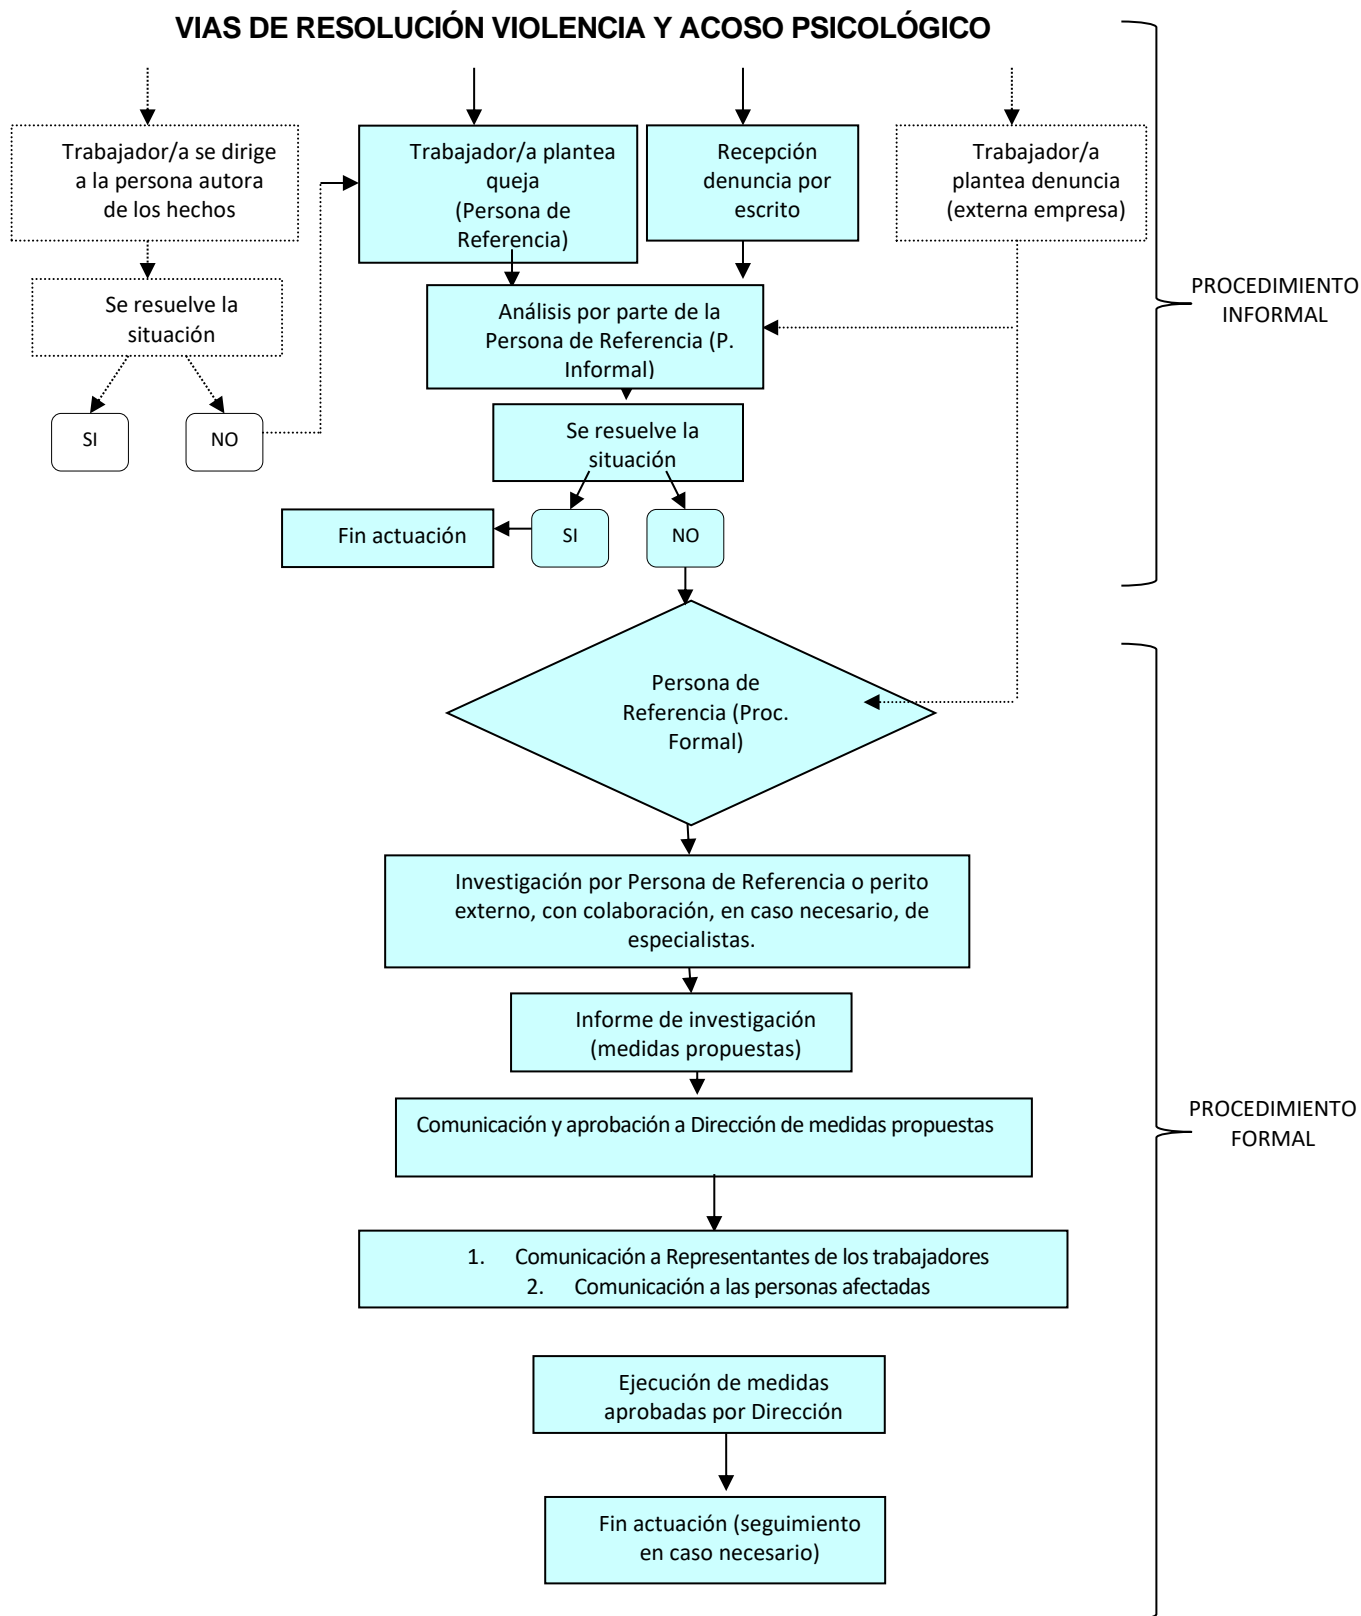 VIAS DE RESOLUCIÓN VIOLENCIA Y ACOSO PSICOLÓGICO
Trabajador/a se dirige
a la persona autora
de los hechos
Trabajador/a plantea
queja
(Persona de
Referencia)
Recepción
denuncia por
escrito
Trabajador/a
plantea denuncia
(externa empresa)
Se resuelve la
situación
Análisis por parte de la
Persona de Referencia (P.
Informal)
PROCEDIMIENTO
INFORMAL
SI
NO
Se resuelve la
situación
Fin actuación
SI
NO
Persona de
Referencia (Proc.
Formal)
Investigación por Persona de Referencia o perito
externo, con colaboración, en caso necesario, de
especialistas.
Informe de investigación
(medidas propuestas)
Comunicación y aprobación a Dirección de medidas propuestas
PROCEDIMIENTO
FORMAL
1. Comunicación a Representantes de los trabajadores
2. Comunicación a las personas afectadas
Ejecución de medidas
aprobadas por Dirección
Fin actuación (seguimiento
en caso necesario)